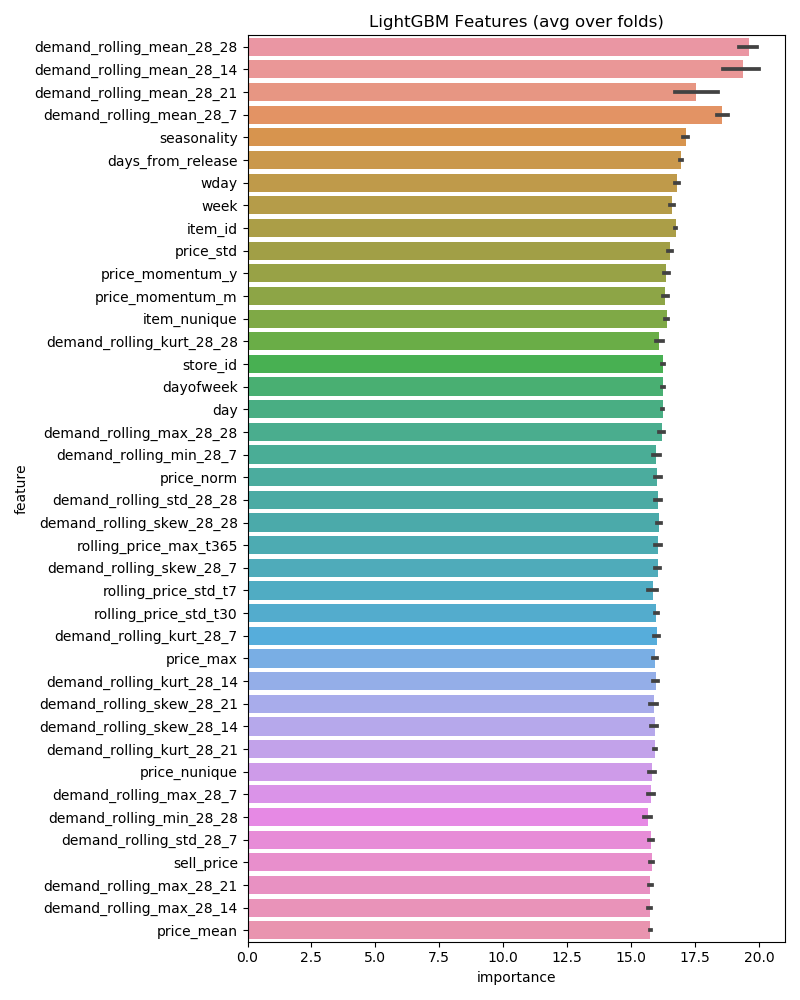 LightGBM Features (avg over folds)
demand_rolling_mean_28_28
demand_rolling_mean_28_14
demand_rolling_mean_28_21
demand_rolling_mean_28_7
seasonality
days_from_release
wday
week
item_id
price_std
price_momentum_y
price_momentum_m
item_nunique
demand_rolling_kurt_28_28
store_id
dayofweek
day
demand_rolling_max_28_28
demand_rolling_min_28_7
price_norm
demand_rolling_std_28_28
demand_rolling_skew_28_28
rolling_price_max_t365
demand_rolling_skew_28_7
rolling_price_std_t7
rolling_price_std_t30
demand_rolling_kurt_28_7
price_max
demand_rolling_kurt_28_14
demand_rolling_skew_28_21
demand_rolling_skew_28_14
demand_rolling_kurt_28_21
price_nunique
demand_rolling_max_28_7
demand_rolling_min_28_28
demand_rolling_std_28_7
sell_price
demand_rolling_max_28_21
demand_rolling_max_28_14
price_mean
feature
0.0 2.5 5.0 7.5 10.0 12.5 15.0 17.5 20.0
importance